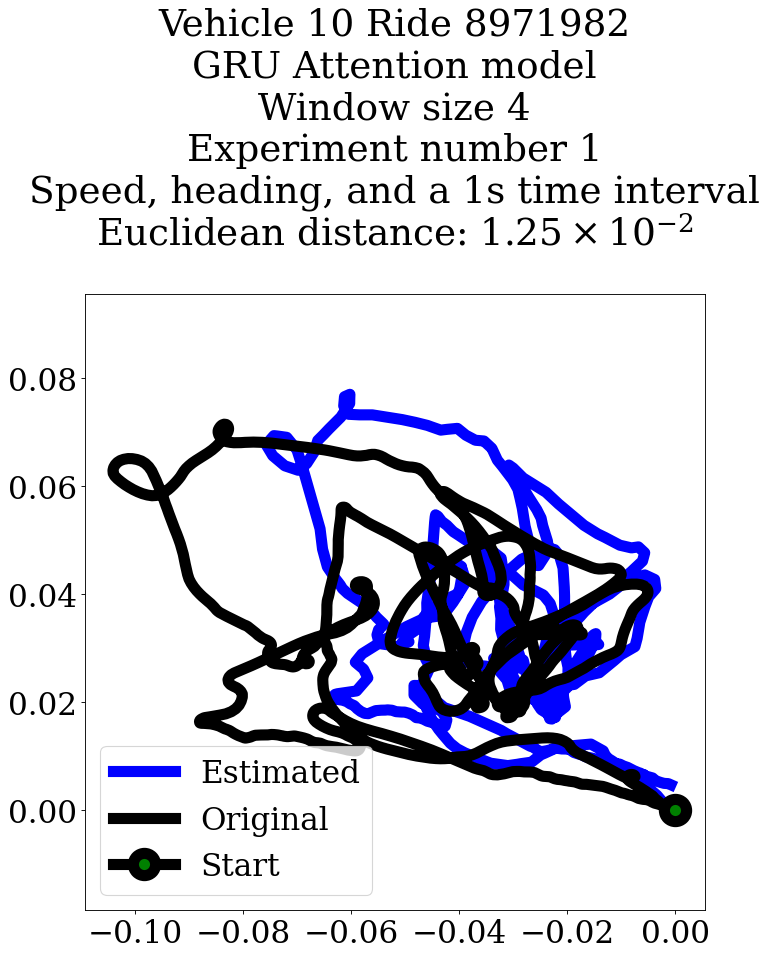 Vehicle 10 Ride 8971982
GRU Attention model
Window size 4
Experiment number 1
Speed, heading, and a 1s time interval
Euclidean distance: 1.25 × 10⁻²
0.08
0.06
0.04
0.02
0.00
Estimated
Original
Start
−0.10 −0.08 −0.06 −0.04 −0.02 0.00